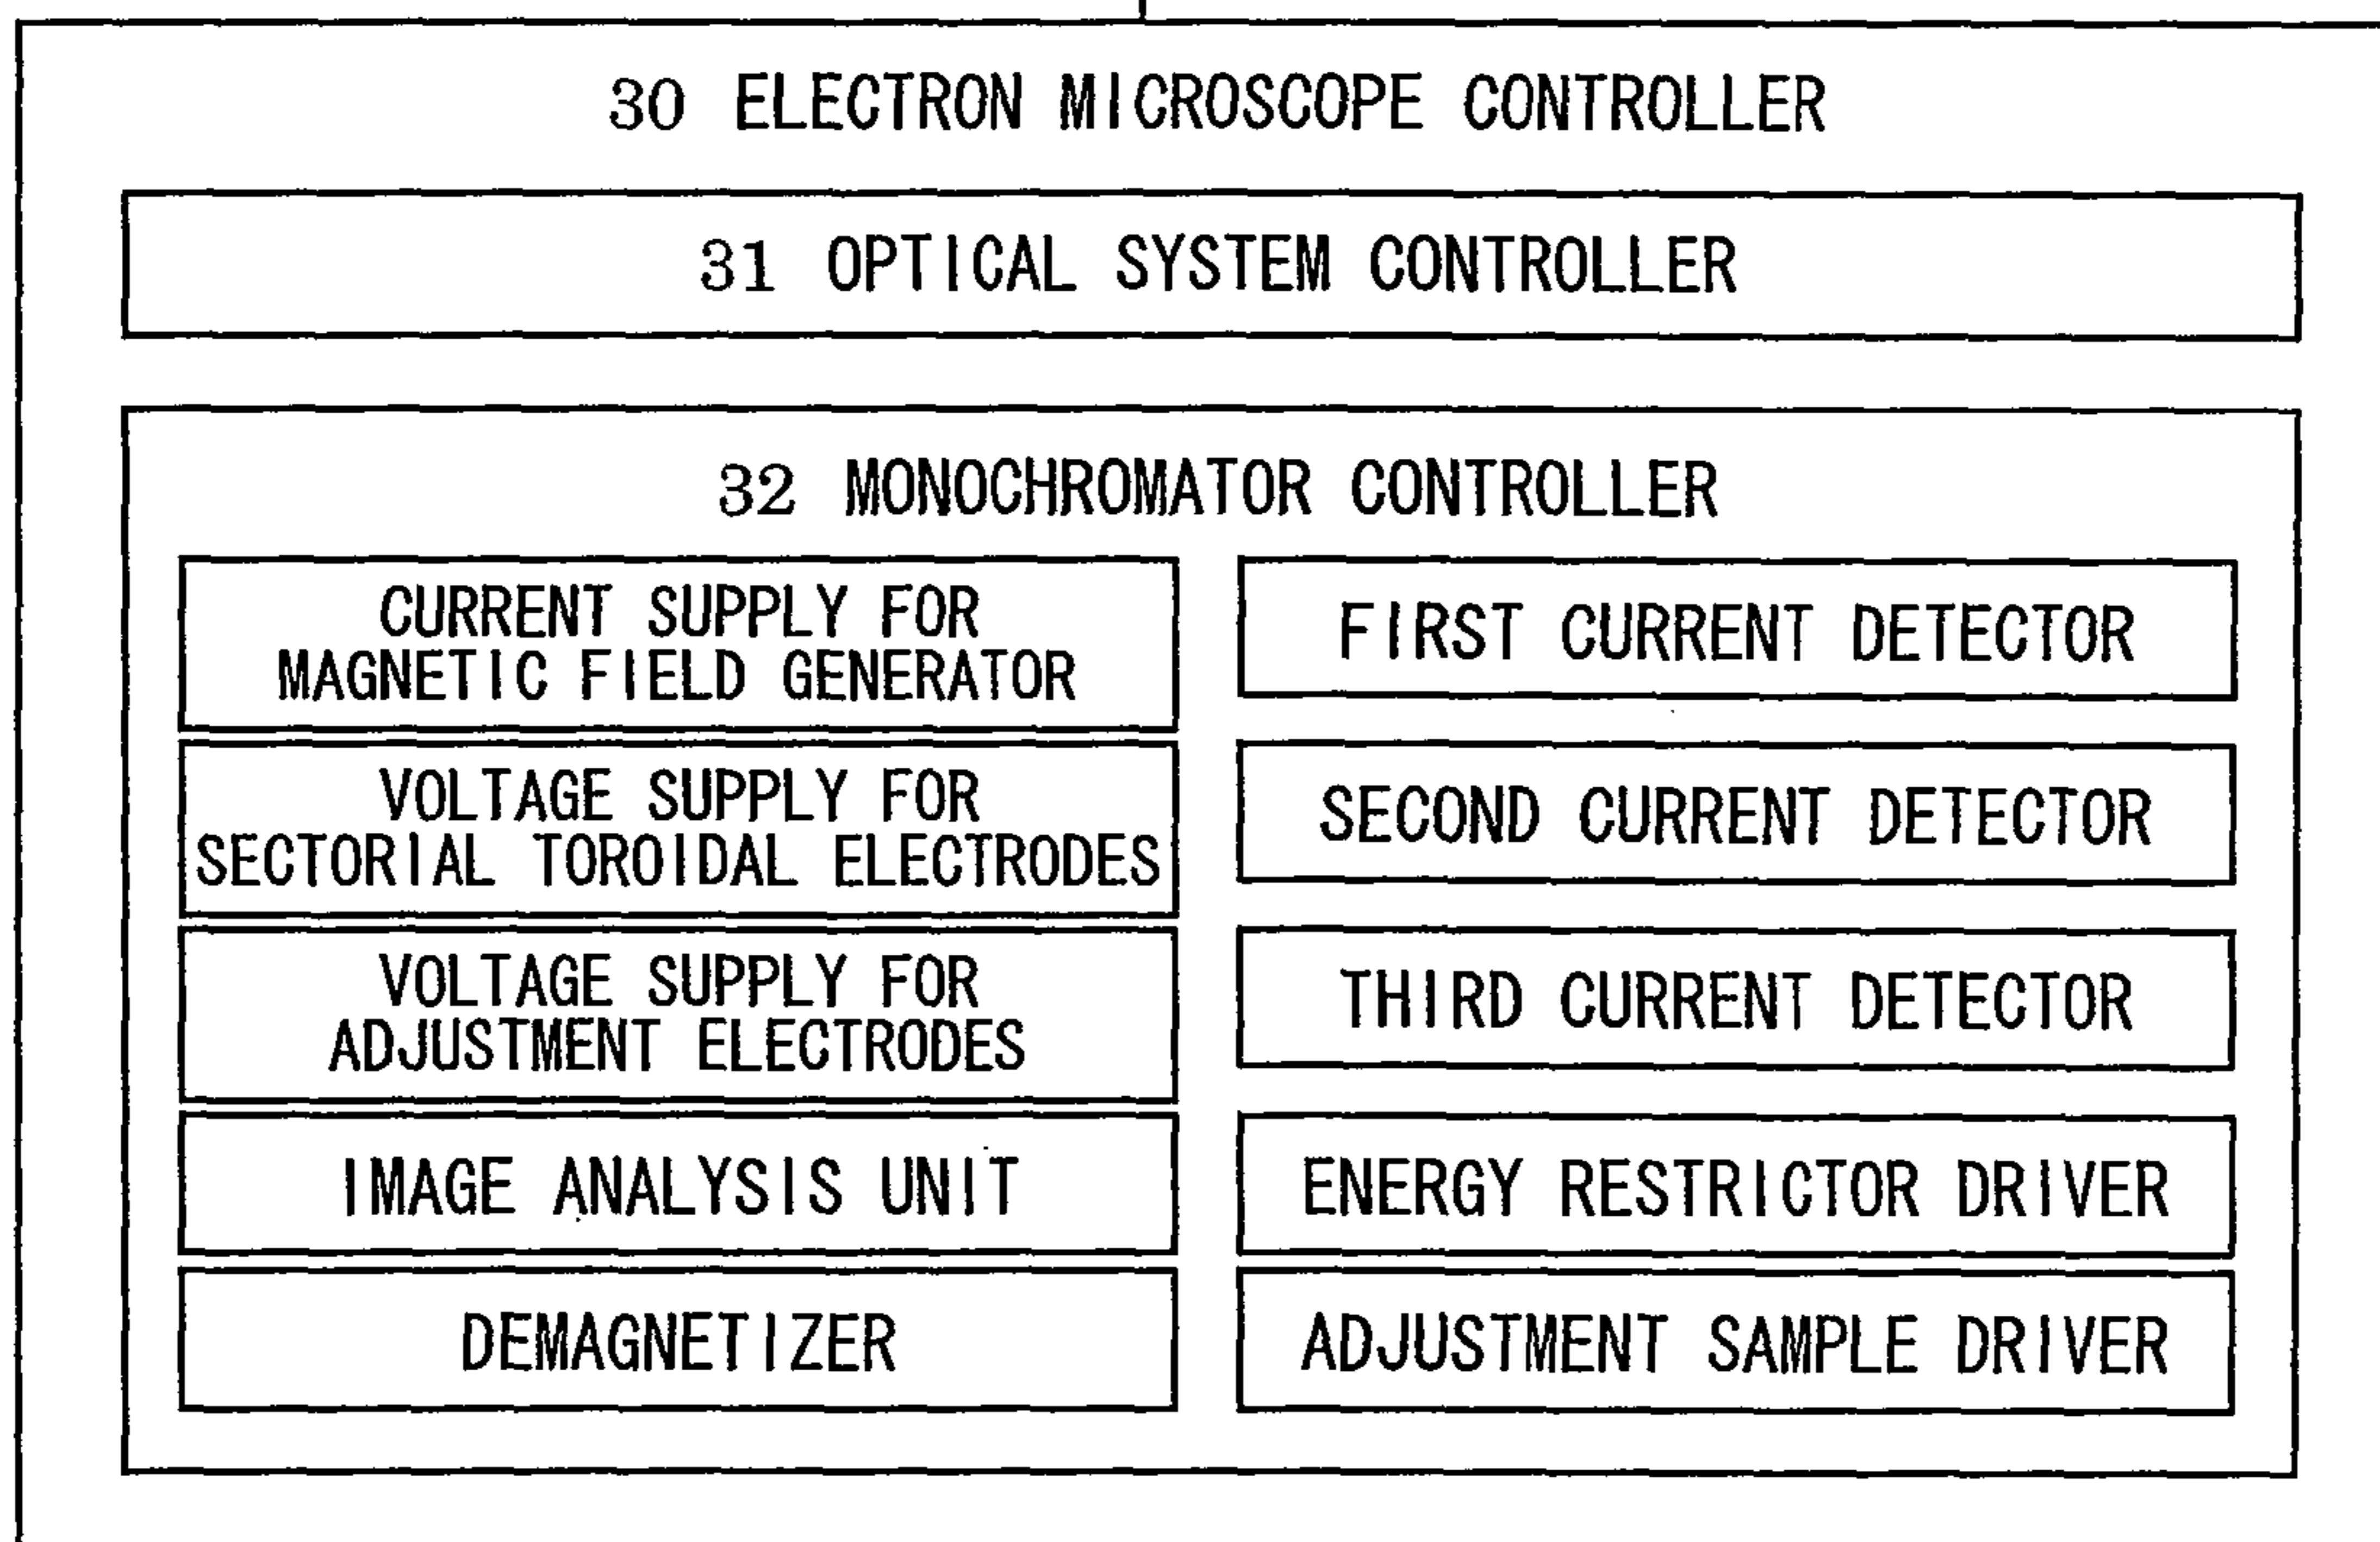 30 ELECTRON MICROSCOPE CONTROLLER
31 OPTICAL SYSTEM CONTROLLER
32 MONOCHROMATOR CONTROLLER
CURRENT SUPPLY FOR
MAGNETIC FIELD GENERATOR
VOLTAGE SUPPLY FOR
SECTORIAL TOROIDAL ELECTRODES
VOLTAGE SUPPLY FOR
ADJUSTMENT ELECTRODES
IMAGE ANALYSIS UNIT
DEMAGNETIZER
FIRST CURRENT DETECTOR
SECOND CURRENT DETECTOR
THIRD CURRENT DETECTOR
ENERGY RESTRICTOR DRIVER
ADJUSTMENT SAMPLE DRIVER